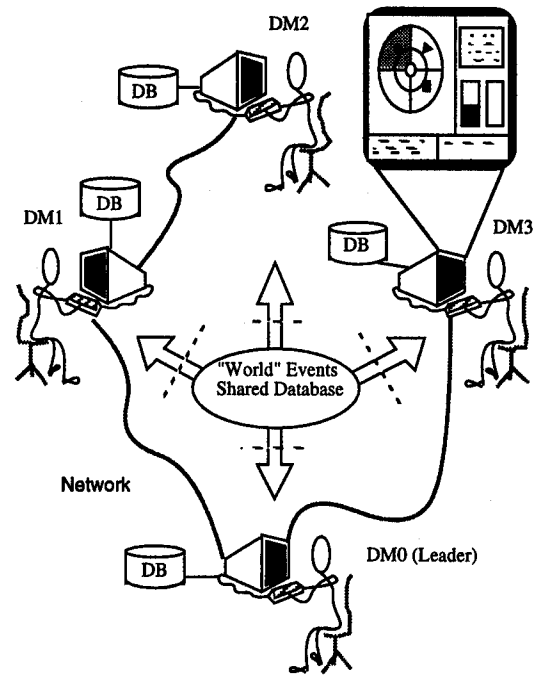 DM2
DB
DB
DM1
DB
DM3
"World" Events
Shared Database
Network
DB
DM0 (Leader)